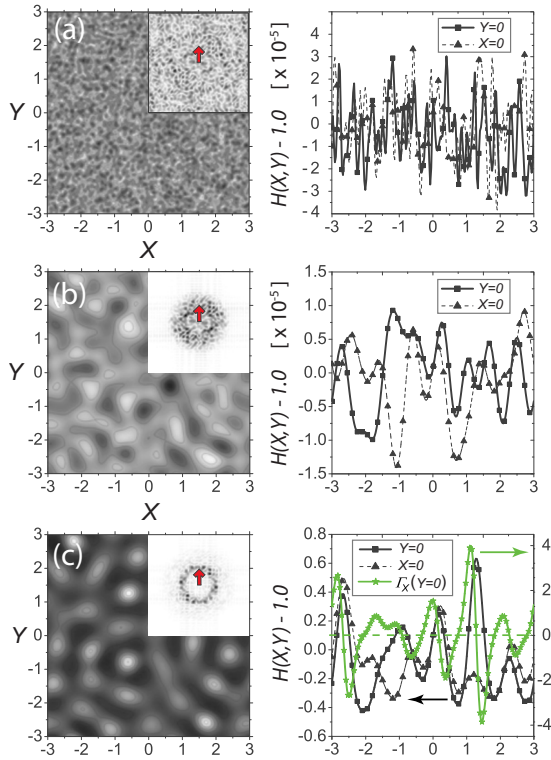 (a)
3
2
1
0
-1
-2
-3
Y
-3 -2 -1 0 1 2 3
X
H(X,Y) - 1.0 [ x 10⁻⁵]
4
3
2
1
0
-1
-2
-3
-4
Y=0
X=0
-3 -2 -1 0 1 2 3
(b)
3
2
1
0
-1
-2
-3
Y
-3 -2 -1 0 1 2 3
X
H(X,Y) - 1.0 [ x 10⁻⁵]
1.5
1.0
0.5
0.0
-0.5
-1.0
-1.5
Y=0
X=0
-3 -2 -1 0 1 2 3
(c)
3
2
1
0
-1
-2
-3
Y
-3 -2 -1 0 1 2 3
X
H(X,Y) - 1.0
0.8
0.6
0.4
0.2
0.0
-0.2
-0.4
-0.6
Y=0
X=0
Γₓ(Y=0)
4
2
0
-2
-4
-3 -2 -1 0 1 2 3